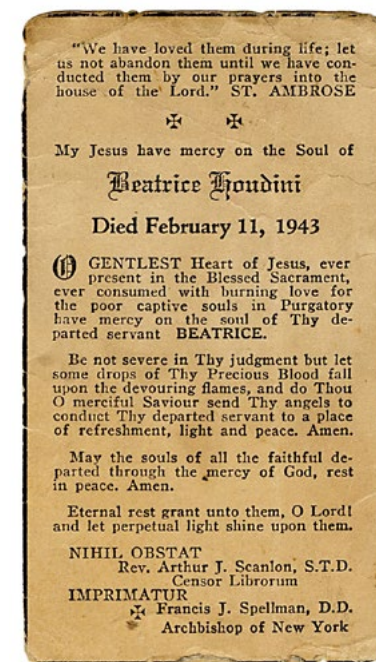 "We have loved them during life; let
us not abandon them until we have con-
ducted them by our prayers into the
house of the Lord." ST. AMBROSE
✠ ✠
My Jesus have mercy on the Soul of
Beatrice Houdini
Died February 11, 1943
O GENTLEST Heart of Jesus, ever
present in the Blessed Sacrament,
ever consumed with burning love for
the poor captive souls in Purgatory
have mercy on the soul of Thy de-
parted servant BEATRICE.
Be not severe in Thy judgment but let
some drops of Thy Precious Blood fall
upon the devouring flames, and do Thou
O merciful Saviour send Thy angels to
conduct Thy departed servant to a place
of refreshment, light and peace. Amen.
May the souls of all the faithful de-
parted through the mercy of God, rest
in peace. Amen.
Eternal rest grant unto them, O Lord!
and let perpetual light shine upon them.
NIHIL OBSTAT
Rev. Arthur J. Scanlon, S.T.D.
Censor Librorum
IMPRIMATUR
✠ Francis J. Spellman, D.D.
Archbishop of New York